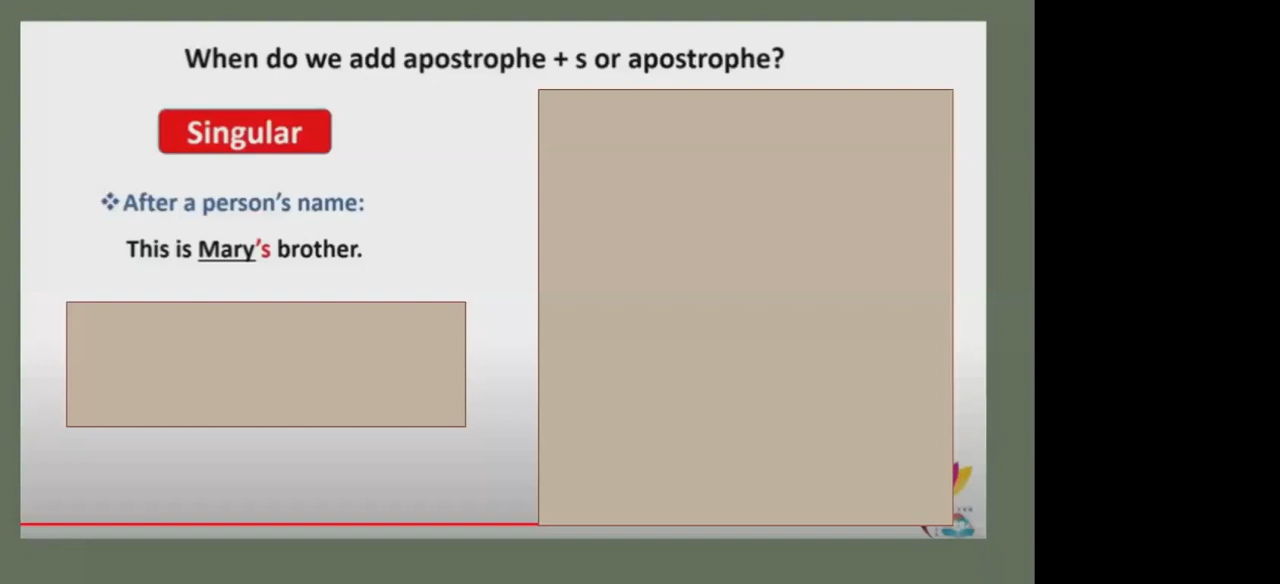 When do we add apostrophe + s or apostrophe?
Singular
❖After a person's name:
This is Mary's brother.